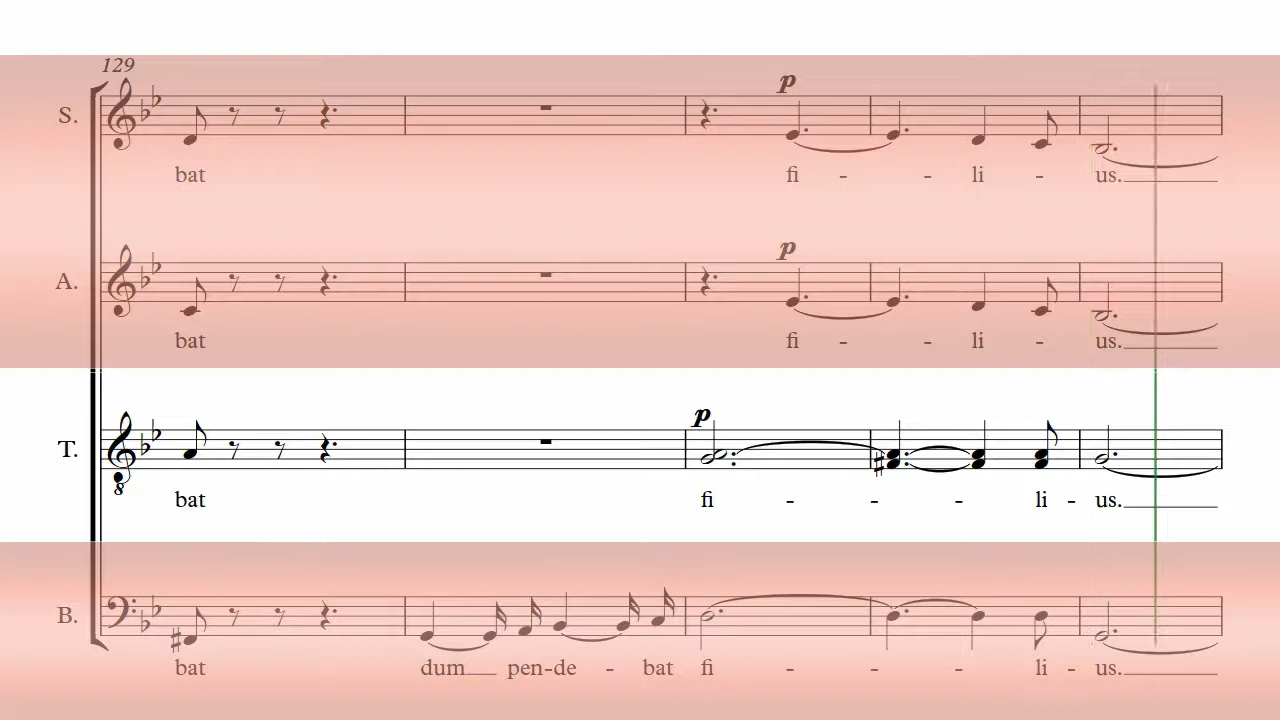 129
S.
p
bat fi - - li - us.
A.
p
bat fi - - li - us.
T.
p
8
bat fi - - - li - us.
B.
bat dum pen-de - bat fi - - - li - us.